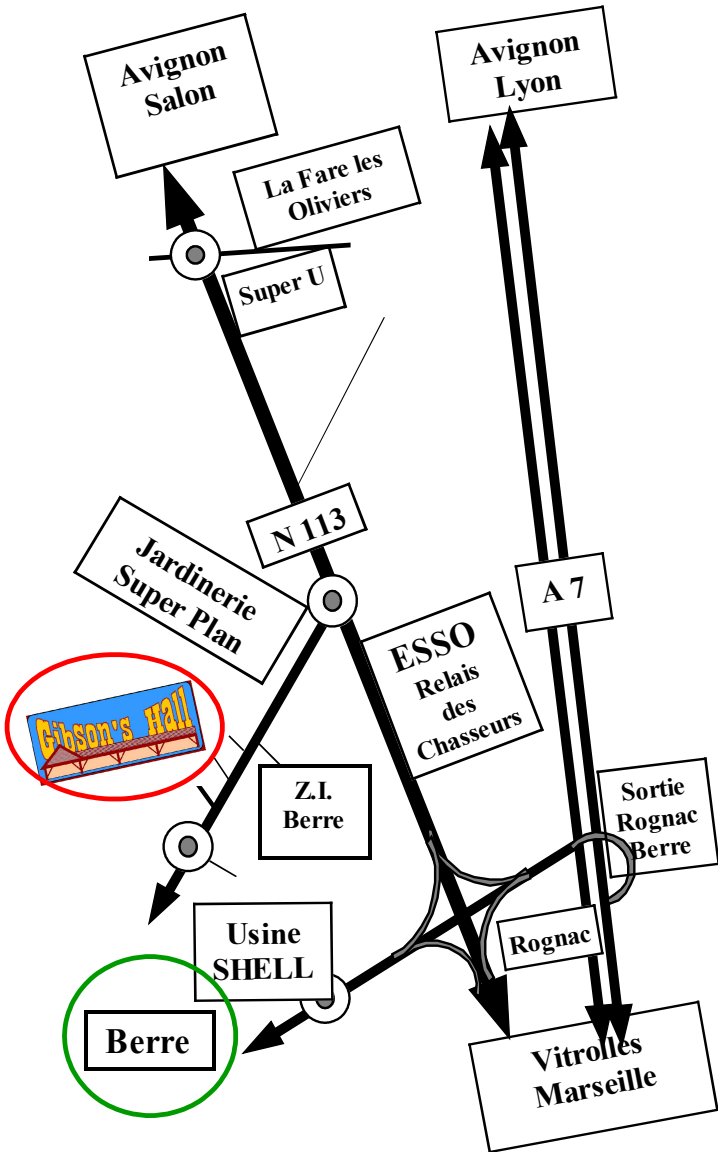 Avignon
Salon
Avignon
Lyon
La Fare les
Oliviers
Super U
N 113
Jardinerie
Super Plan
A 7
ESSO
Relais
des
Chasseurs
Gibson's Hall
Z.I.
Berre
Sortie
Rognac
Berre
Usine
SHELL
Rognac
Berre
Vitrolles
Marseille